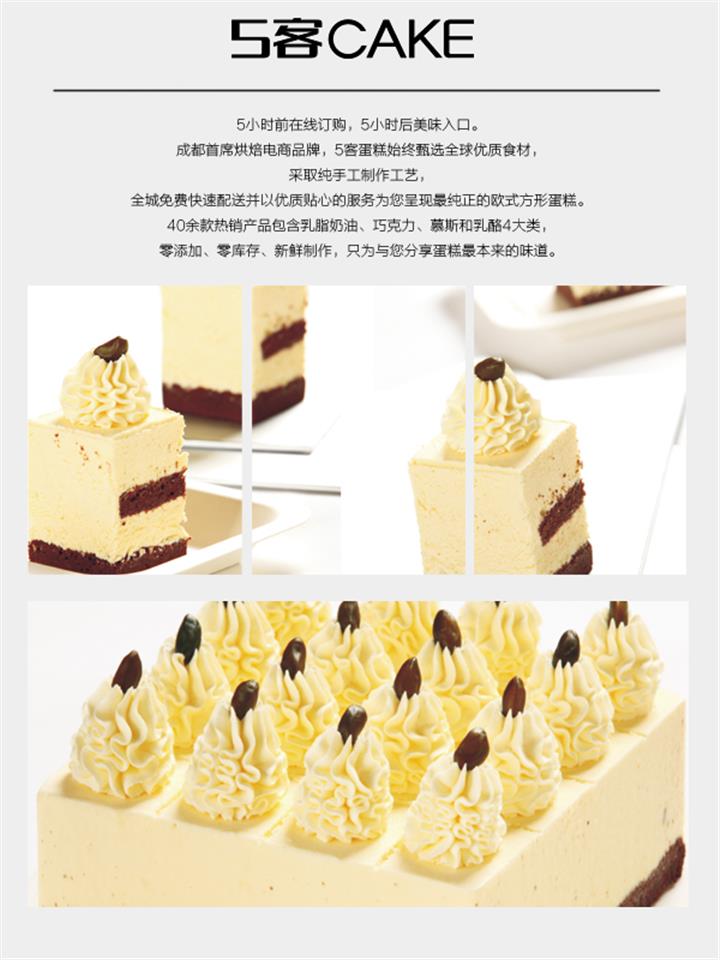 5客CAKE
5小时前在线订购，5小时后美味入口。
成都首席烘焙电商品牌，5客蛋糕始终甄选全球优质食材，
采取纯手工制作工艺，
全城免费快速配送并以优质贴心的服务为您呈现最纯正的欧式方形蛋糕。
40余款热销产品包含乳脂奶油、巧克力、慕斯和乳酪4大类，
零添加、零库存、新鲜制作，只为与您分享蛋糕最本来的味道。